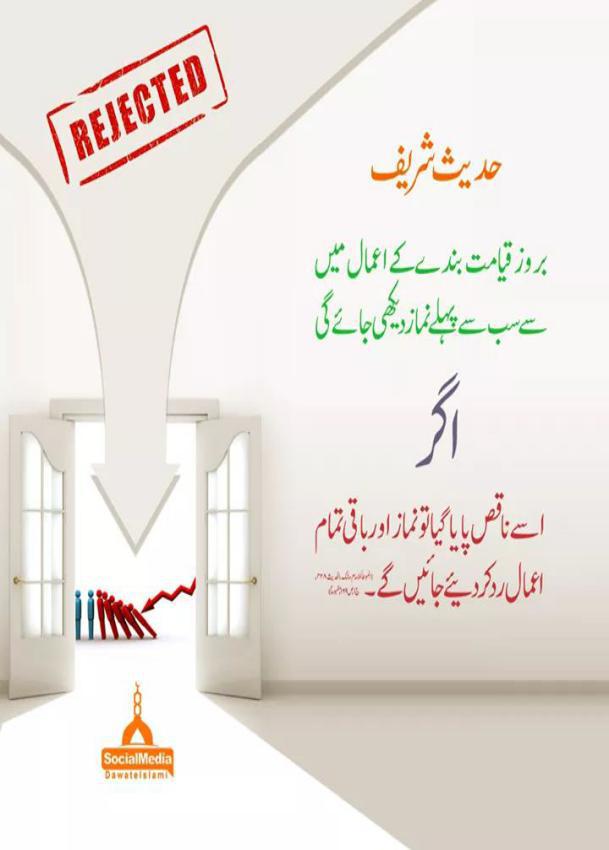 REJECTED
حدیث شریف
بروز قیامت بندے کے اعمال میں
سے سب سے پہلے نماز دیکھی جائے گی
اگر
اسے ناقص پایا گیا تو نماز اور باقی تمام
اعمال رد کر دیئے جائیں گے۔
SocialMedia
DawateIslami